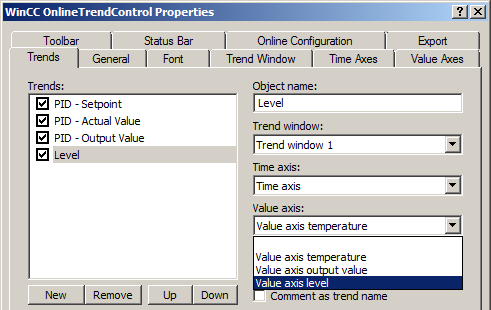 WinCC OnlineTrendControl Properties
Toolbar Status Bar Online Configuration Export
Trends General Font Trend Window Time Axes Value Axes
Trends:
PID - Setpoint
PID - Actual Value
PID - Output Value
Level
New Remove Up Down
Object name:
Level
Trend window:
Trend window 1
Time axis:
Time axis
Value axis:
Value axis temperature
Value axis temperature
Value axis output value
Value axis level
Comment as trend name